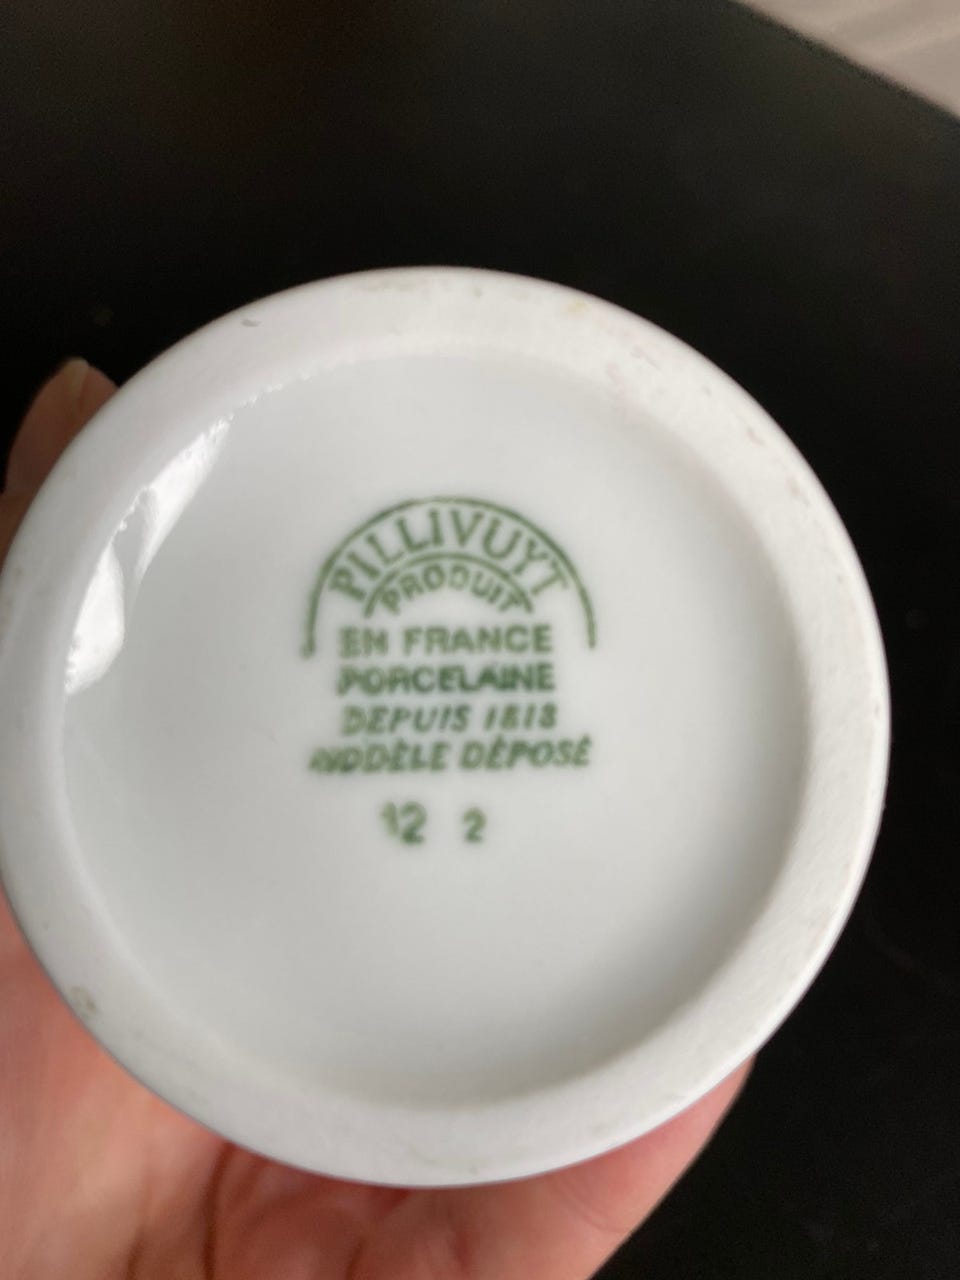 PILLIVUYT
PRODUIT
EN FRANCE
PORCELAINE
DEPUIS 1818
MODÈLE DÉPOSÉ
12 2